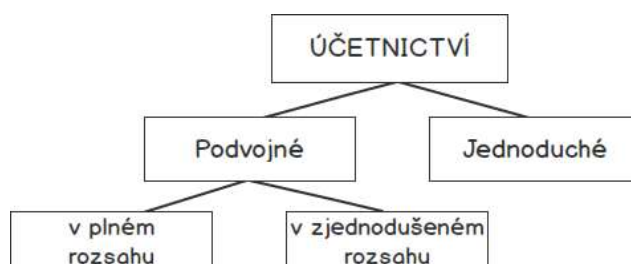 ÚČETNICTVÍ
Podvojné
Jednoduché
v plném
rozsahu
v zjednodušeném
rozsahu